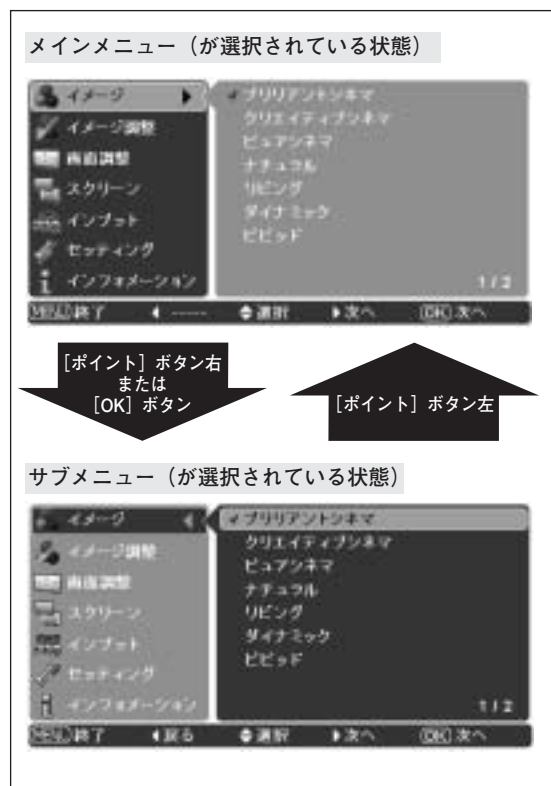 メインメニュー（が選択されている状態）
イメージ
イメージ調整
画面調整
スクリーン
インプット
セッティング
インフォメーション
✓ブリリアントシネマ
クリエイティブシネマ
ピュアシネマ
ナチュラル
リビング
ダイナミック
ビビッド
1 / 2
MENU 終了 ◀ ----- 選択 ▶次へ OK 次へ
［ポイント］ボタン右
または
［OK］ボタン
［ポイント］ボタン左
サブメニュー（が選択されている状態）
イメージ
イメージ調整
画面調整
スクリーン
インプット
セッティング
インフォメーション
✓ブリリアントシネマ
クリエイティブシネマ
ピュアシネマ
ナチュラル
リビング
ダイナミック
ビビッド
1 / 2
MENU 終了 ◀戻る 選択 ▶次へ OK 次へ